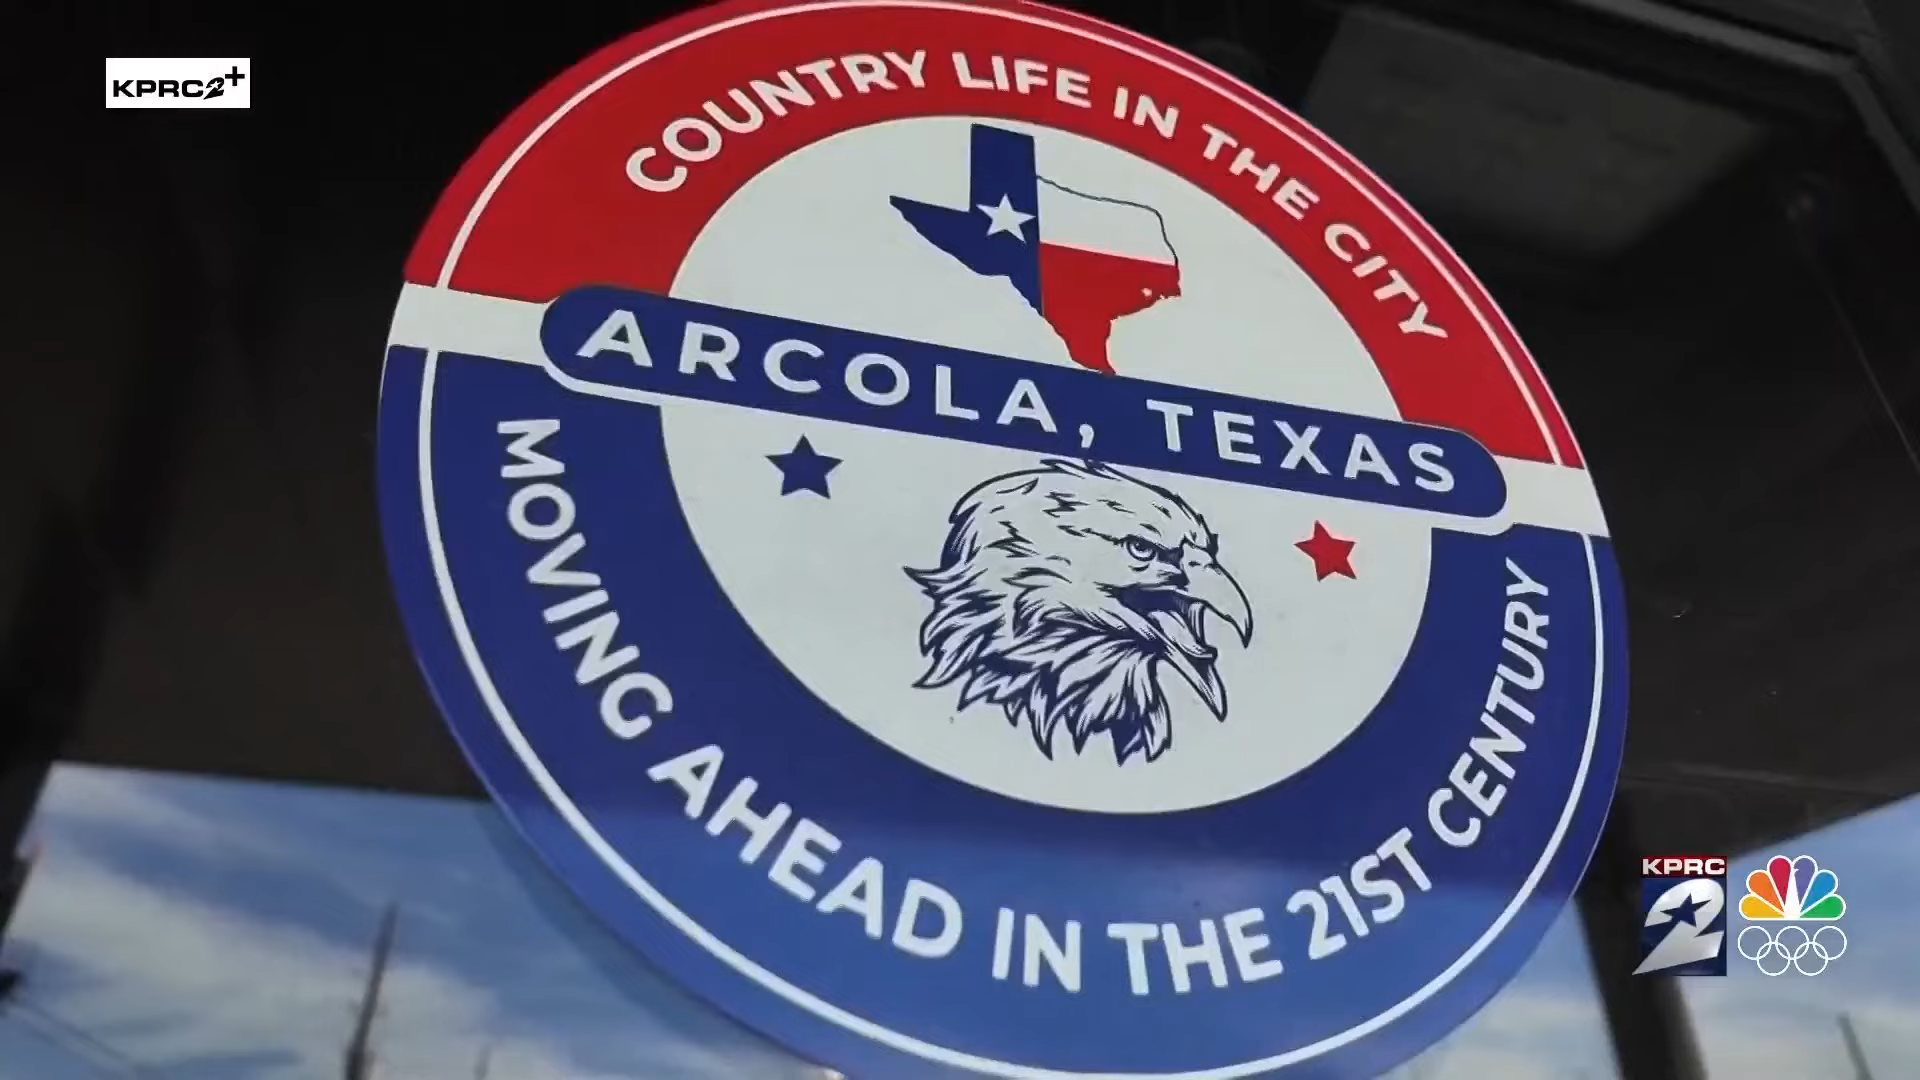 KPRC2+
COUNTRY LIFE IN THE CITY
ARCOLA, TEXAS
MOVING AHEAD IN THE 21ST CENTURY
KPRC
2